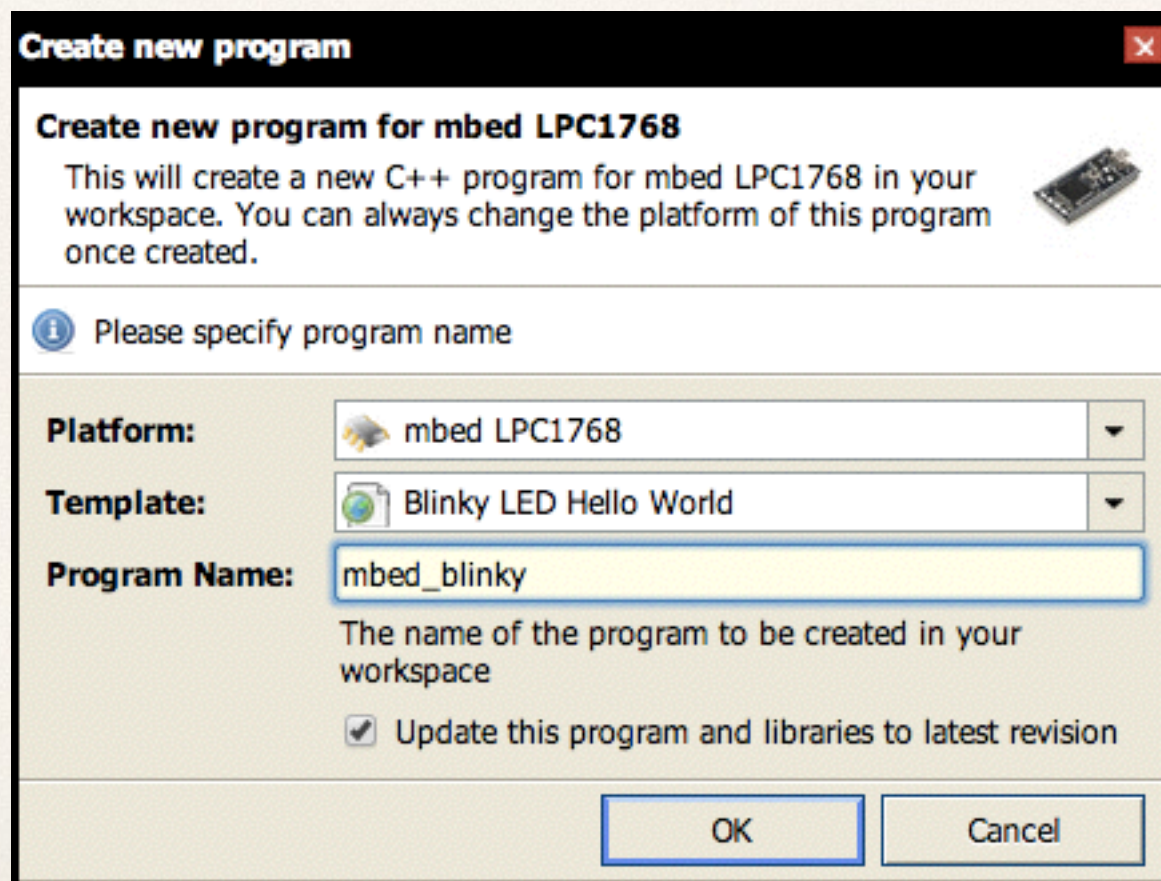 Create new program
Create new program for mbed LPC1768
This will create a new C++ program for mbed LPC1768 in your
workspace. You can always change the platform of this program
once created.
Please specify program name
Platform: mbed LPC1768
Template: Blinky LED Hello World
Program Name: mbed_blinky
The name of the program to be created in your
workspace
Update this program and libraries to latest revision
OK Cancel